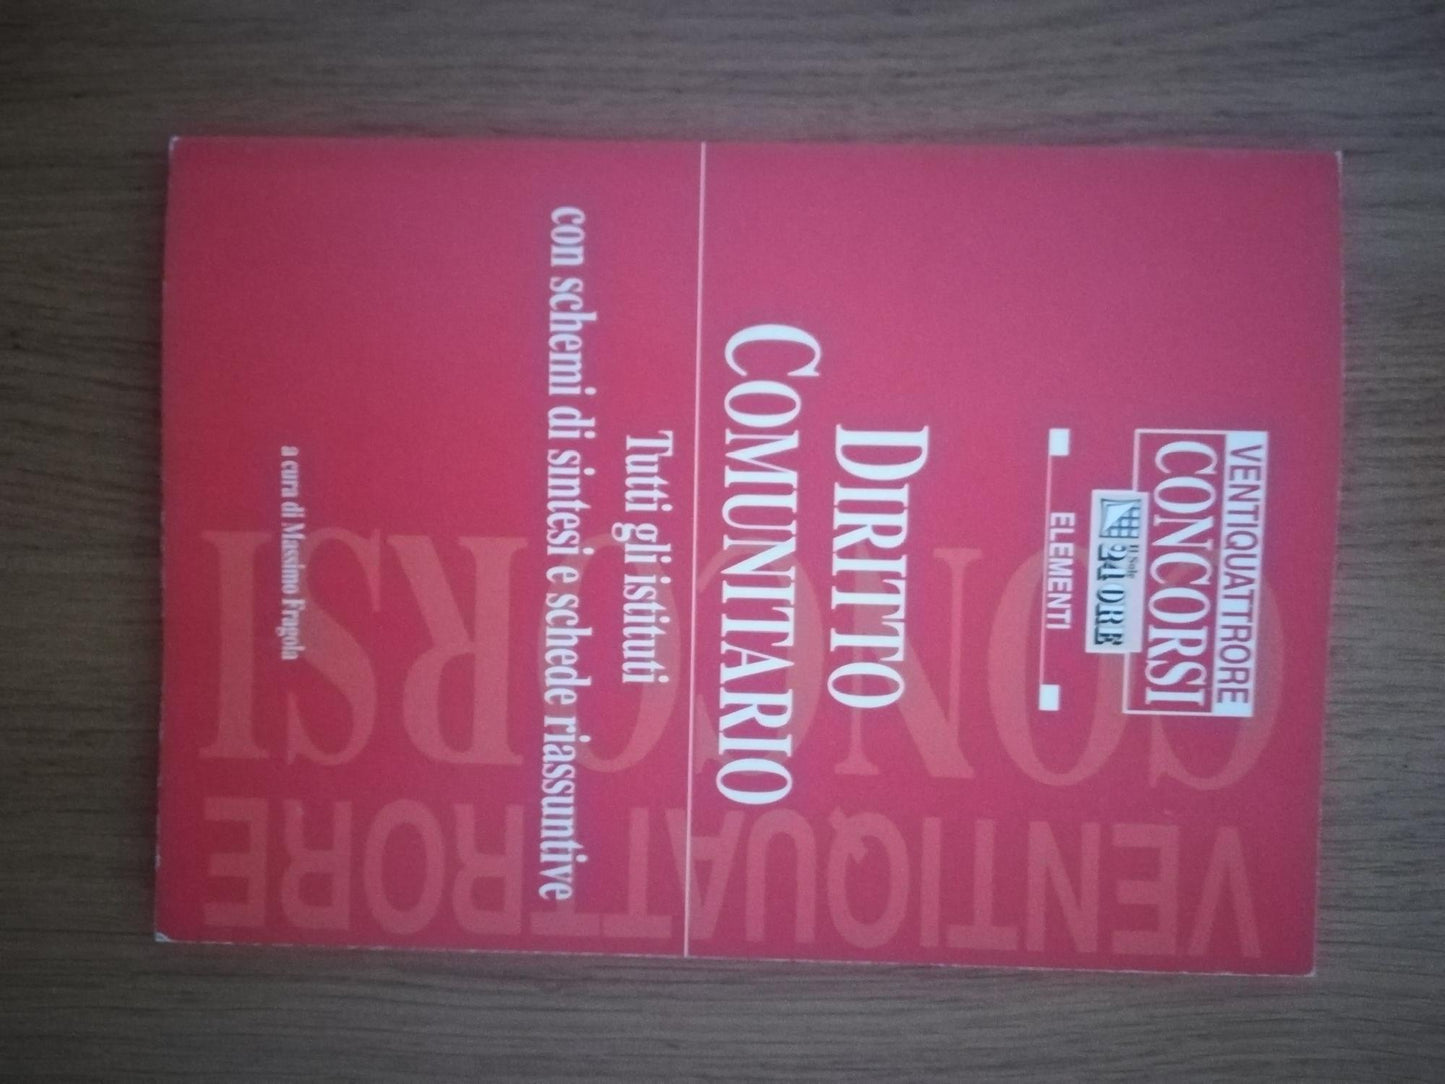 VENTIQUATTRORE
CONCORSI
Il Sole
24 ORE
ELEMENTI
DIRITTO
COMUNITARIO
Tutti gli istituti
con schemi di sintesi e schede riassuntive
a cura di Massimo Fragola
VENTIQUATTRORE
CONCORSI